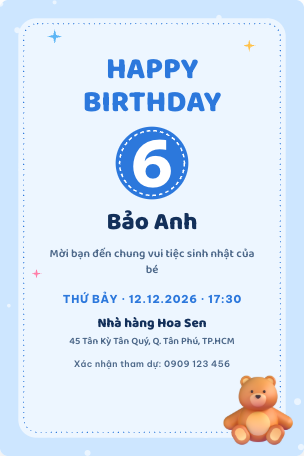 HAPPY
BIRTHDAY
6
Bảo Anh
Mời bạn đến chung vui tiệc sinh nhật của
bé
THỨ BẢY · 12.12.2026 · 17:30
Nhà hàng Hoa Sen
45 Tân Kỳ Tân Quý, Q. Tân Phú, TP.HCM
Xác nhận tham dự: 0909 123 456